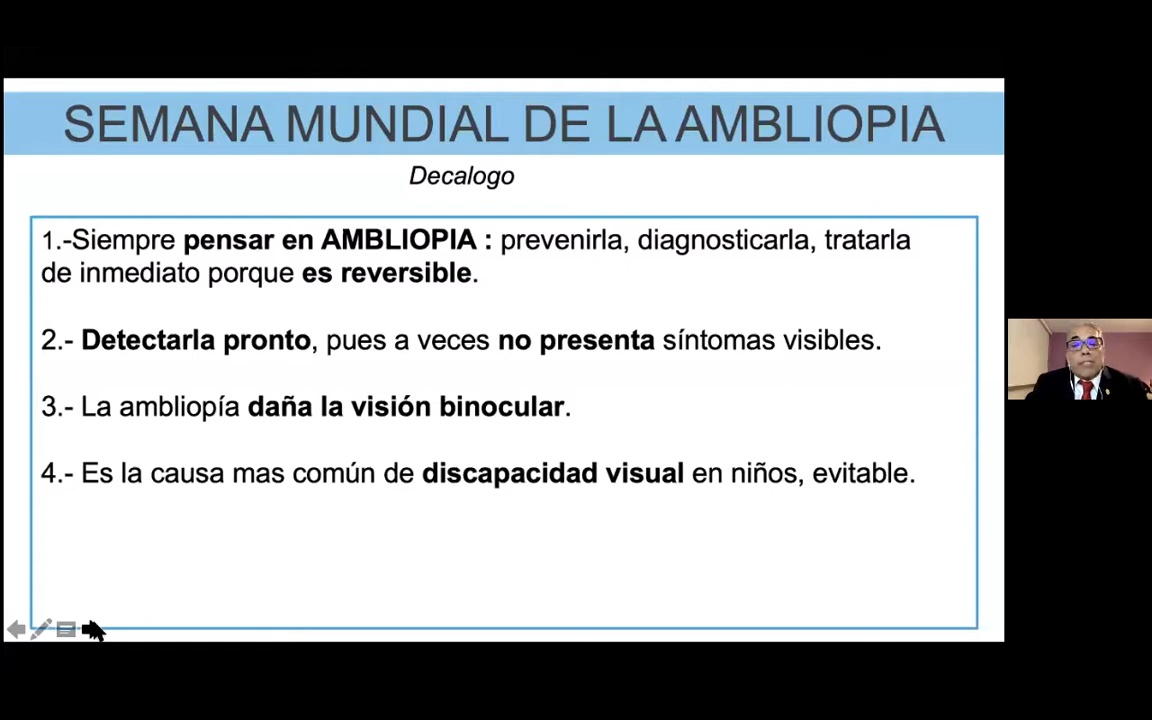 SEMANA MUNDIAL DE LA AMBLIOPIA
Decalogo
1.-Siempre pensar en AMBLIOPIA : prevenirla, diagnosticarla, tratarla
de inmediato porque es reversible.
2.- Detectarla pronto, pues a veces no presenta síntomas visibles.
3.- La ambliopía daña la visión binocular.
4.- Es la causa mas común de discapacidad visual en niños, evitable.